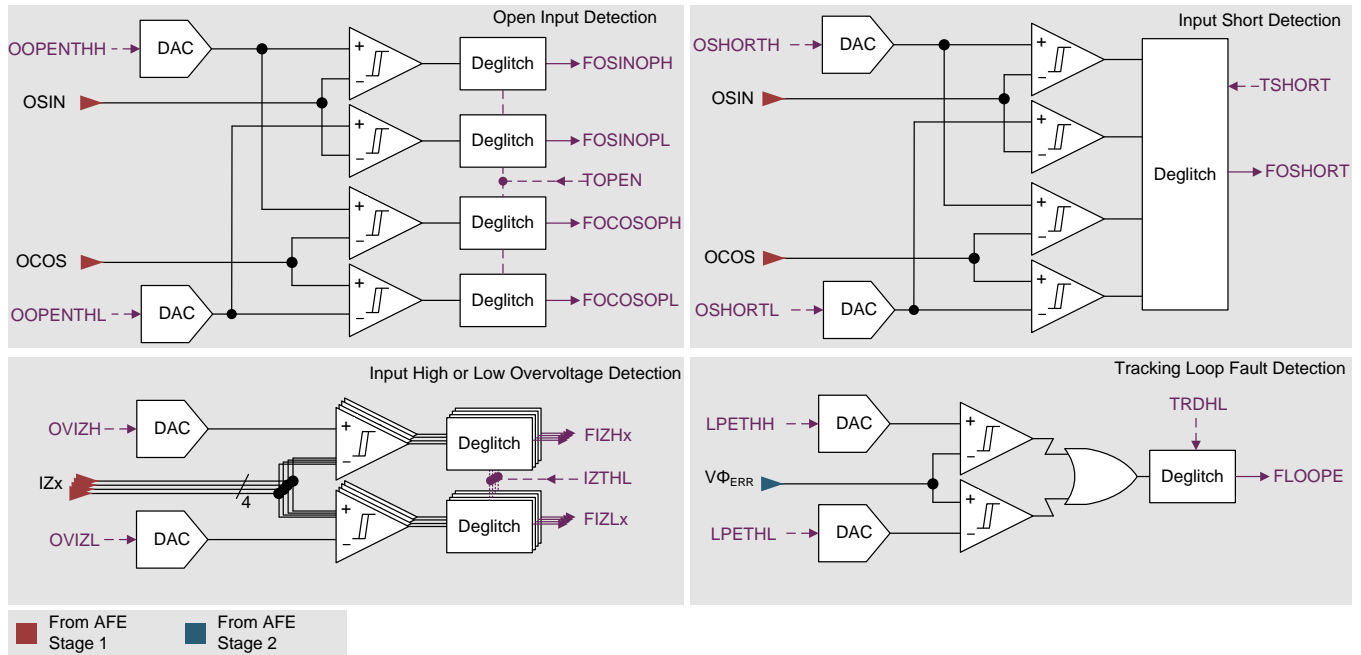 Open Input Detection
OOPENTHH
DAC
+
−
Deglitch
FOSINOPH
OSIN
+
−
Deglitch
FOSINOPL
TOPEN
+
−
Deglitch
FOCOSOPH
OCOS
+
−
Deglitch
FOCOSOPL
OOPENTHL
DAC
Input Short Detection
OSHORTH
DAC
+
−
TSHORT
OSIN
+
−
Deglitch
FOSHORT
+
−
OCOS
+
−
OSHORTL
DAC
Input High or Low Overvoltage Detection
OVIZH
DAC
+
−
Deglitch
FIZHx
IZx
4
IZTHL
+
−
Deglitch
FIZLx
OVIZL
DAC
Tracking Loop Fault Detection
TRDHL
LPETHH
DAC
+
−
VΦERR
Deglitch
FLOOPE
+
−
LPETHL
DAC
From AFE
Stage 1
From AFE
Stage 2